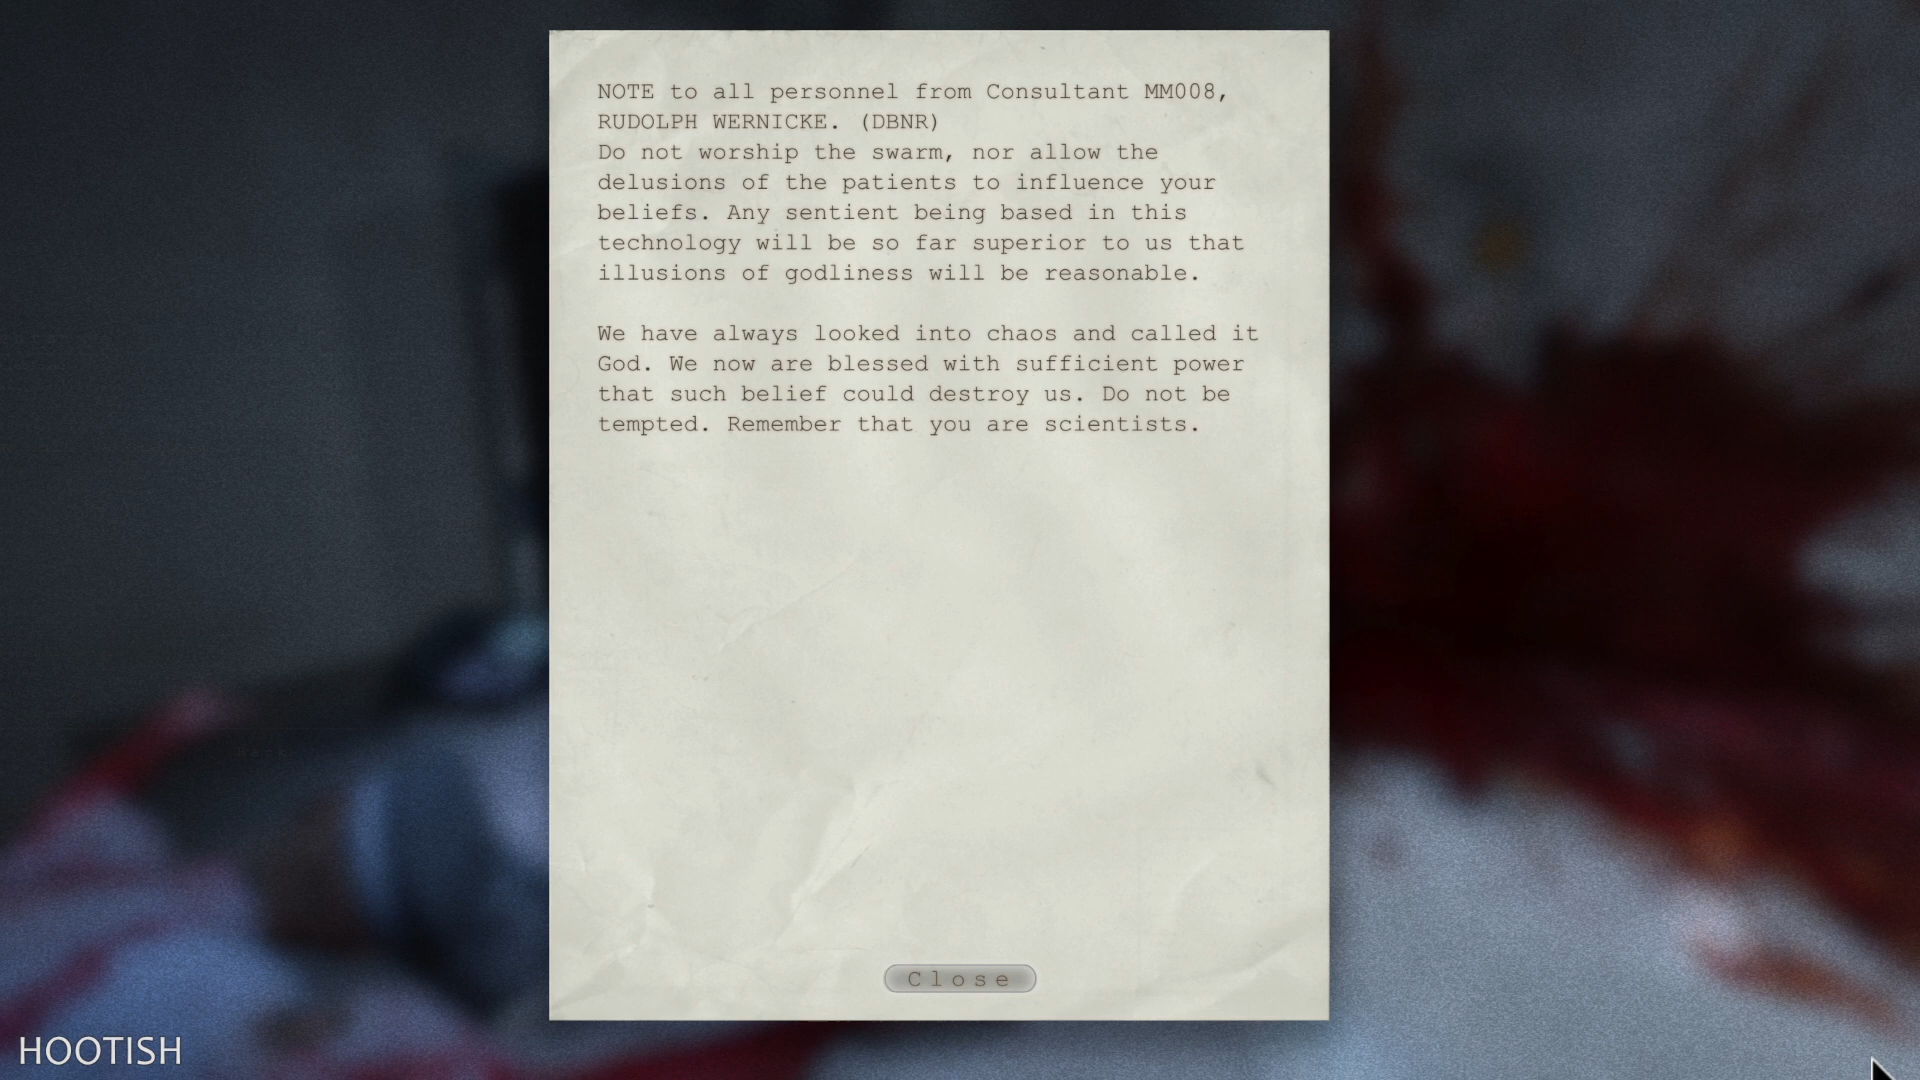 NOTE to all personnel from Consultant MM008,
RUDOLPH WERNICKE. (DBNR)
Do not worship the swarm, nor allow the
delusions of the patients to influence your
beliefs. Any sentient being based in this
technology will be so far superior to us that
illusions of godliness will be reasonable.
We have always looked into chaos and called it
God. We now are blessed with sufficient power
that such belief could destroy us. Do not be
tempted. Remember that you are scientists.
Close
HOOTISH